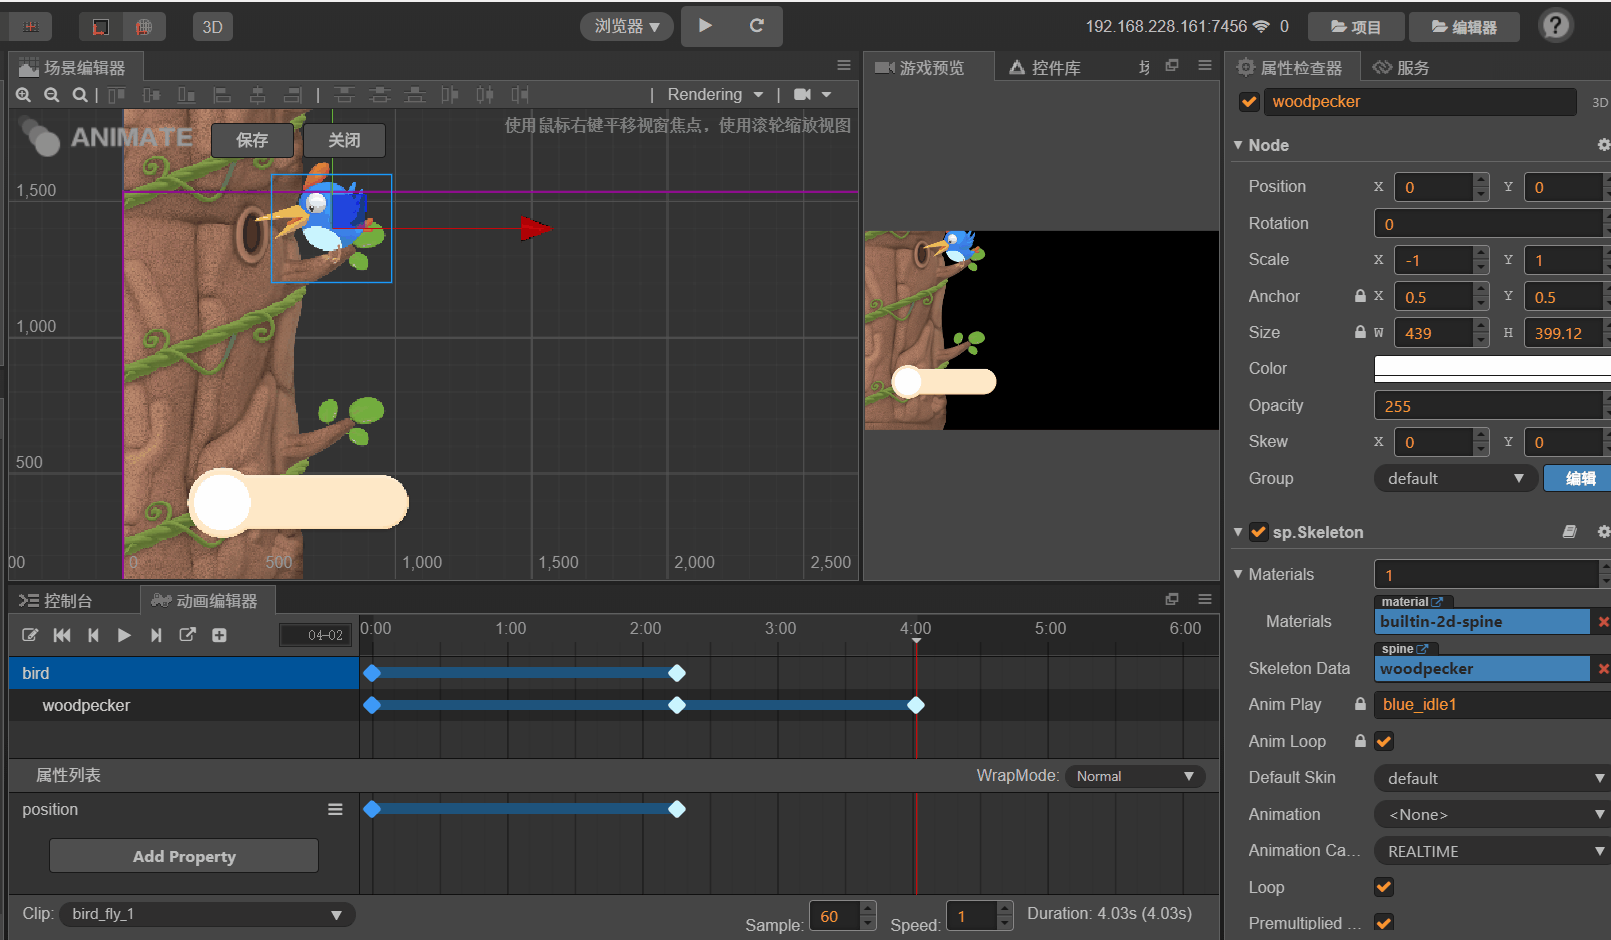 3D
浏览器
192.168.228.161:7456
0
项目
编辑器
?
场景编辑器
Rendering
ANIMATE
保存
关闭
使用鼠标右键平移视窗焦点，使用滚轮缩放视图
1,500
1,000
500
00
0
500
1,000
1,500
2,000
2,500
游戏预览
控件库
属性检查器
服务
woodpecker
3D
Node
Position X 0 Y 0
Rotation 0
Scale X -1 Y 1
Anchor X 0.5 Y 0.5
Size W 439 H 399.12
Color
Opacity 255
Skew X 0 Y 0
Group default 编辑
sp.Skeleton
Materials 1
material
Materials builtin-2d-spine
spine
Skeleton Data woodpecker
Anim Play blue_idle1
Anim Loop
Default Skin default
Animation <None>
Animation Ca... REALTIME
Loop
Premultiplied ...
控制台
动画编辑器
04-02
0:00 1:00 2:00 3:00 4:00 5:00 6:00
bird
woodpecker
属性列表
WrapMode: Normal
position
Add Property
Clip: bird_fly_1
Sample: 60 Speed: 1 Duration: 4.03s (4.03s)